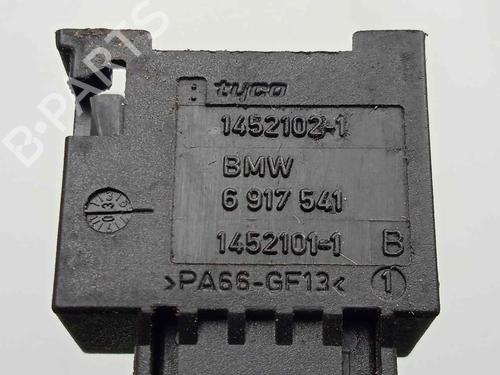 tyco
1452102-1
BMW
6 917 541
1452101-1 B
>PA66-GF13< 1
B-PARTS